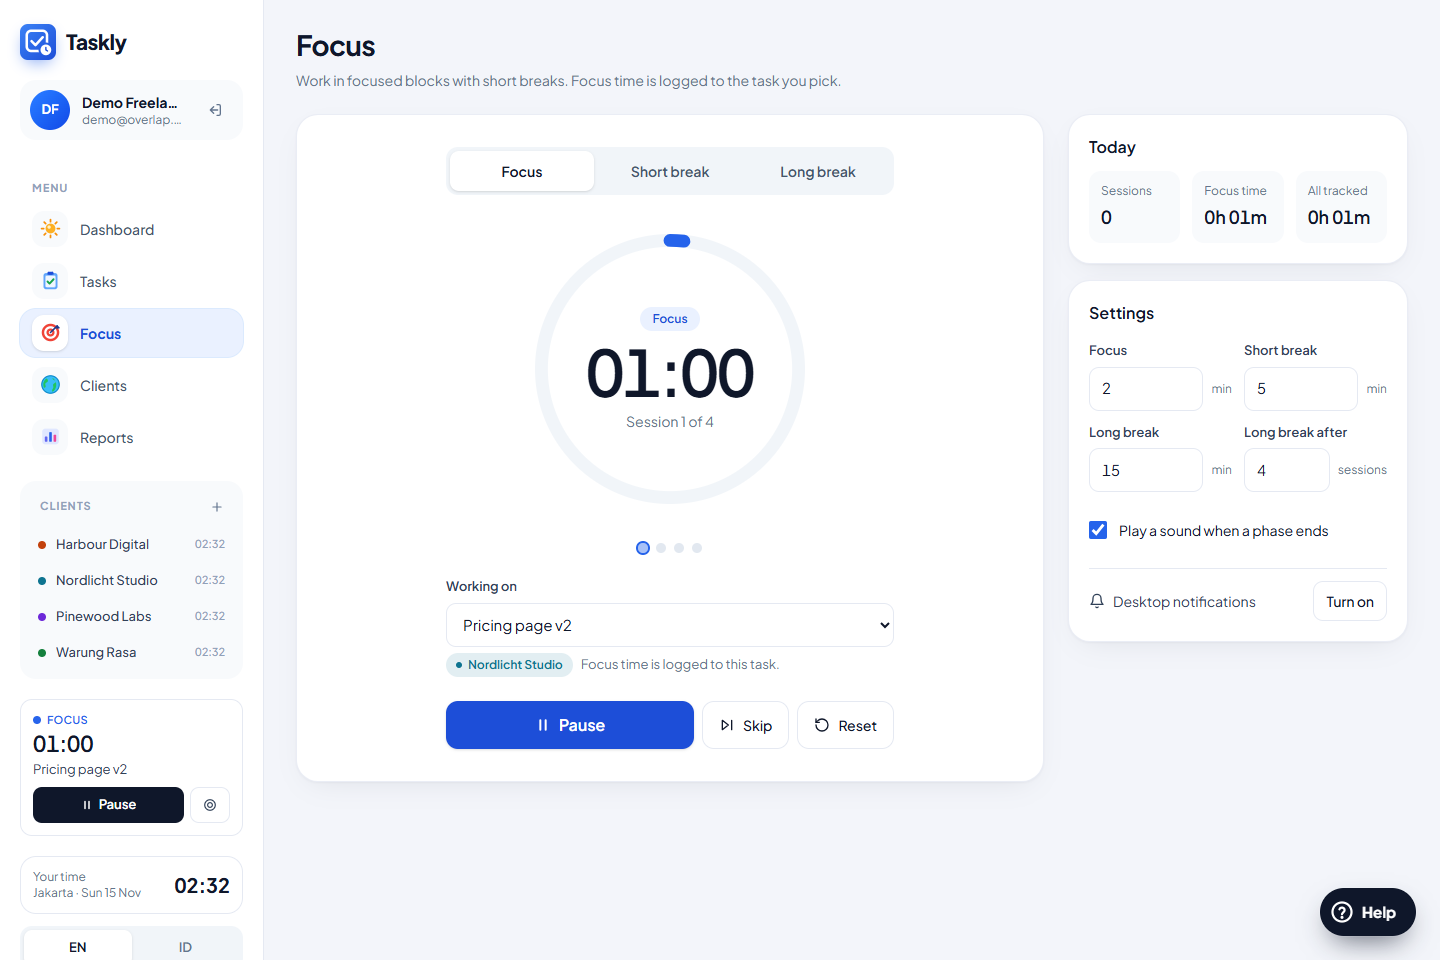 Taskly
DF
Demo Freela...
demo@overlap....
MENU
Dashboard
Tasks
Focus
Clients
Reports
CLIENTS
+
Harbour Digital 02:32
Nordlicht Studio 02:32
Pinewood Labs 02:32
Warung Rasa 02:32
FOCUS
01:00
Pricing page v2
Pause
Your time
Jakarta · Sun 15 Nov
02:32
EN ID
Focus
Work in focused blocks with short breaks. Focus time is logged to the task you pick.
Focus Short break Long break
Focus
01:00
Session 1 of 4
Working on
Pricing page v2
Nordlicht Studio Focus time is logged to this task.
Pause Skip Reset
Today
Sessions Focus time All tracked
0 0h 01m 0h 01m
Settings
Focus Short break
2 min 5 min
Long break Long break after
15 min 4 sessions
Play a sound when a phase ends
Desktop notifications Turn on
Help